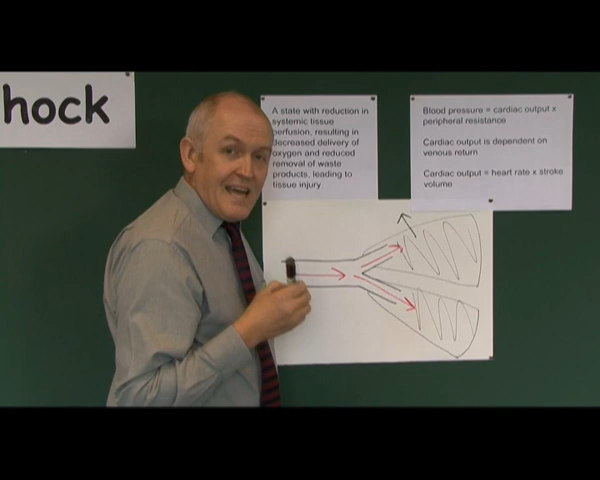 hock
A state with reduction in
systemic tissue
perfusion, resulting in
decreased delivery of
oxygen and reduced
removal of waste
products, leading to
tissue injury.
Blood pressure = cardiac output x
peripheral resistance
Cardiac output is dependent on
venous return
Cardiac output = heart rate x stroke
volume